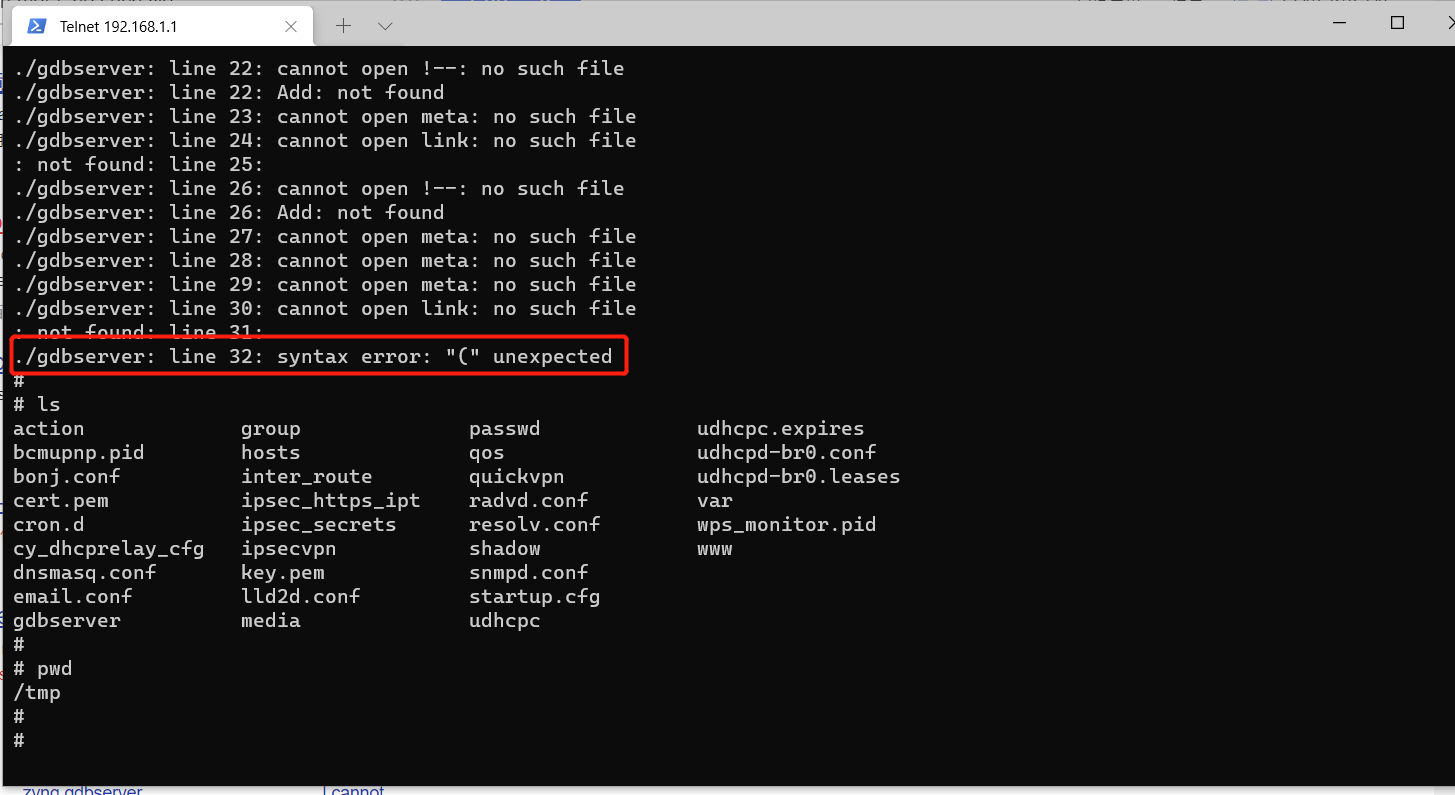 Telnet 192.168.1.1
./gdbserver: line 22: cannot open !--: no such file
./gdbserver: line 22: Add: not found
./gdbserver: line 23: cannot open meta: no such file
./gdbserver: line 24: cannot open link: no such file
: not found: line 25:
./gdbserver: line 26: cannot open !--: no such file
./gdbserver: line 26: Add: not found
./gdbserver: line 27: cannot open meta: no such file
./gdbserver: line 28: cannot open meta: no such file
./gdbserver: line 29: cannot open meta: no such file
./gdbserver: line 30: cannot open link: no such file
: not found: line 31:
./gdbserver: line 32: syntax error: "(" unexpected
#
# ls
action group passwd udhcpc.expires
bcmupnp.pid hosts qos udhcpd-br0.conf
bonj.conf inter_route quickvpn udhcpd-br0.leases
cert.pem ipsec_https_ipt radvd.conf var
cron.d ipsec_secrets resolv.conf wps_monitor.pid
cy_dhcprelay_cfg ipsecvpn shadow www
dnsmasq.conf key.pem snmpd.conf
email.conf lld2d.conf startup.cfg
gdbserver media udhcpc
#
# pwd
/tmp
#
#
zynq gdbserver I cannot